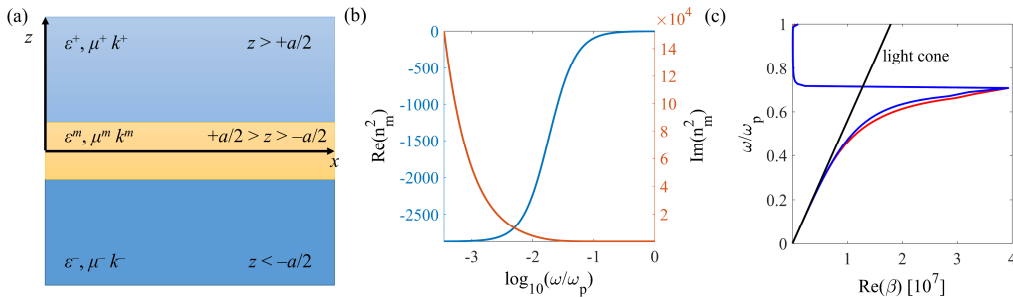 (a)
z
ε⁺, μ⁺ k⁺ z > +a/2
εᵐ, μᵐ kᵐ +a/2 > z > –a/2
x
ε⁻, μ⁻ k⁻ z < –a/2
(b)
×10⁴
0
-500
-1000
-1500
-2000
-2500
Re(n²ₘ)
14
12
10
8
6
4
2
Im(n²ₘ)
-3 -2 -1 0
log₁₀(ω/ωₚ)
(c)
1
0.8
0.6
0.4
0.2
0
ω/ωₚ
light cone
1 2 3 4
Re(β) [10⁷]